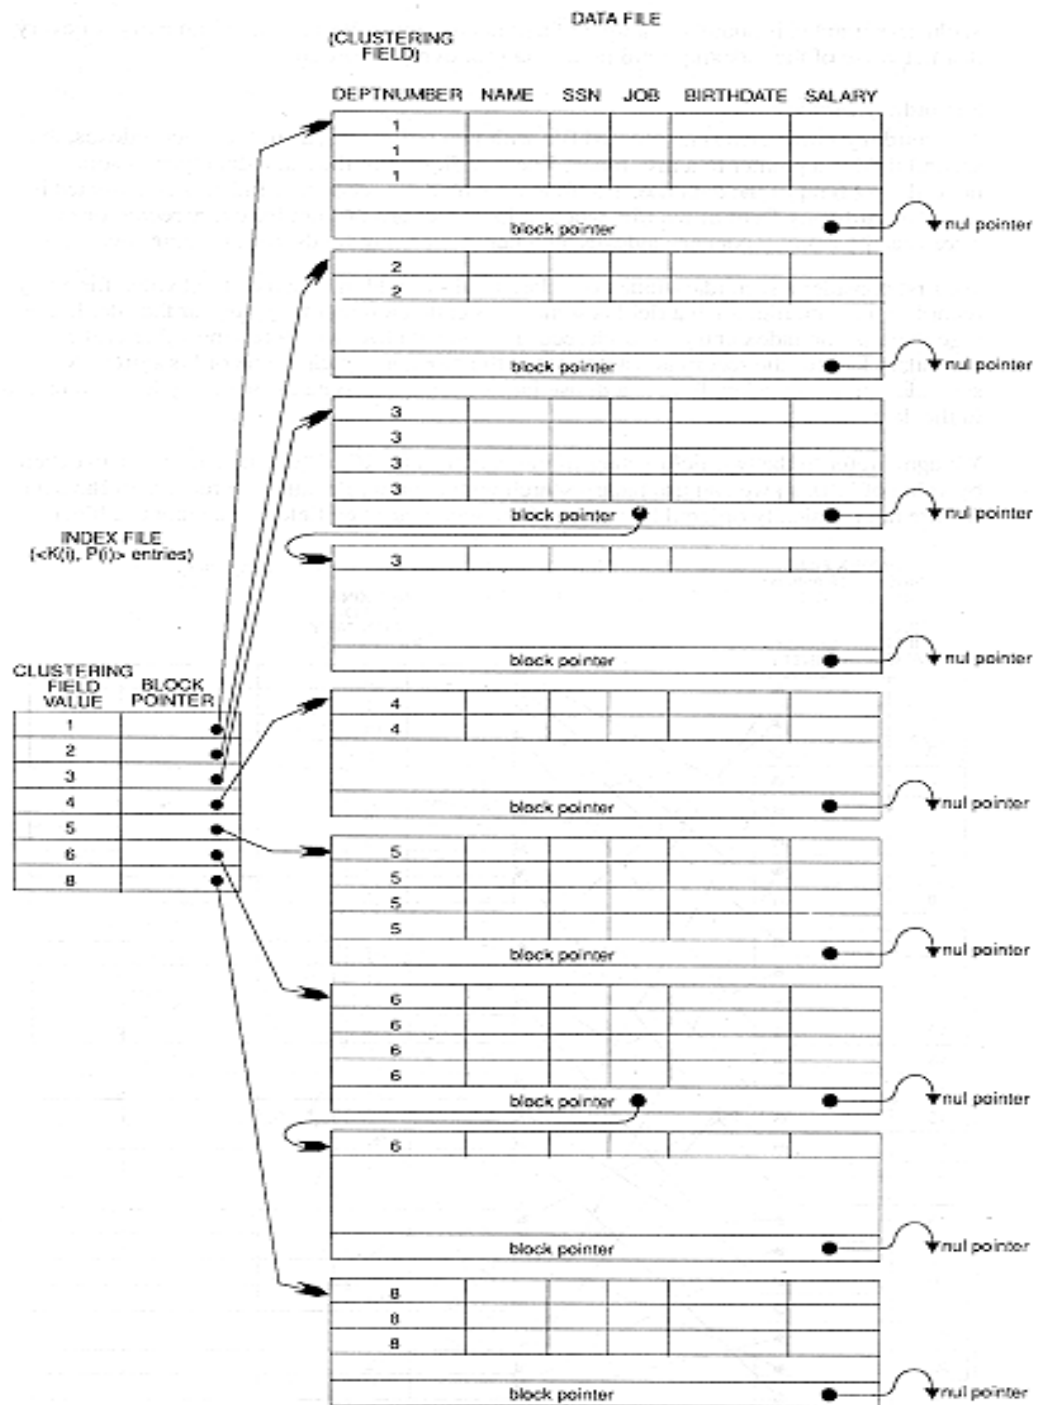 DATA FILE
(CLUSTERING
FIELD)
DEPTNUMBER NAME SSN JOB BIRTHDATE SALARY
1
1
1
block pointer nul pointer
2
2
block pointer nul pointer
3
3
3
3
block pointer nul pointer
3
block pointer nul pointer
INDEX FILE
(<K(i), P(i)> entries)
CLUSTERING
FIELD
VALUE
BLOCK
POINTER
1
2
3
4
5
6
8
4
4
block pointer nul pointer
5
5
5
5
block pointer nul pointer
6
6
6
6
block pointer nul pointer
6
block pointer nul pointer
8
8
8
block pointer nul pointer